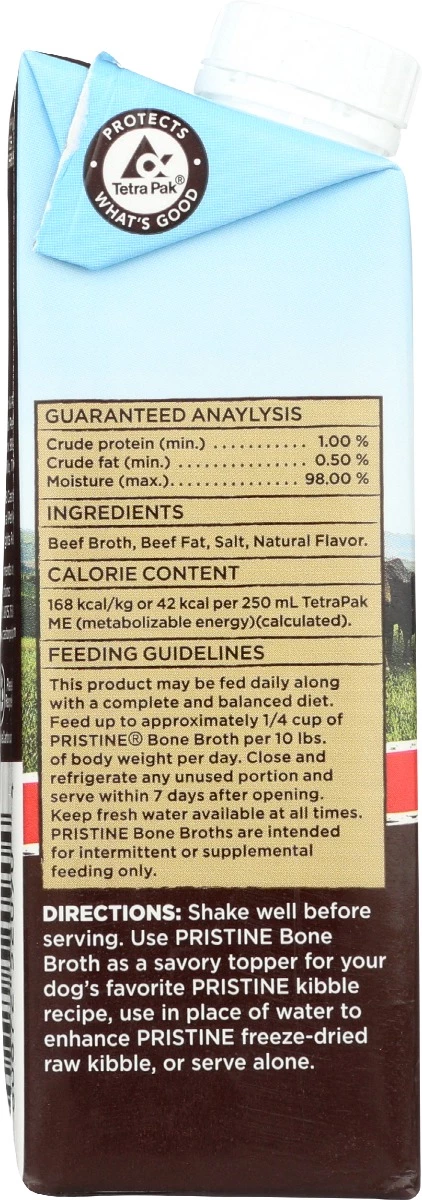 PROTECTS
Tetra Pak®
WHAT'S GOOD
GUARANTEED ANAYLYSIS
Crude protein (min.) ........... 1.00 %
Crude fat (min.) .............. 0.50 %
Moisture (max.)............... 98.00 %
INGREDIENTS
Beef Broth, Beef Fat, Salt, Natural Flavor.
CALORIE CONTENT
168 kcal/kg or 42 kcal per 250 mL TetraPak
ME (metabolizable energy)(calculated).
FEEDING GUIDELINES
This product may be fed daily along
with a complete and balanced diet.
Feed up to approximately 1/4 cup of
PRISTINE® Bone Broth per 10 lbs.
of body weight per day. Close and
refrigerate any unused portion and
serve within 7 days after opening.
Keep fresh water available at all times.
PRISTINE Bone Broths are intended
for intermittent or supplemental
feeding only.
DIRECTIONS: Shake well before
serving. Use PRISTINE Bone
Broth as a savory topper for your
dog's favorite PRISTINE kibble
recipe, use in place of water to
enhance PRISTINE freeze-dried
raw kibble, or serve alone.